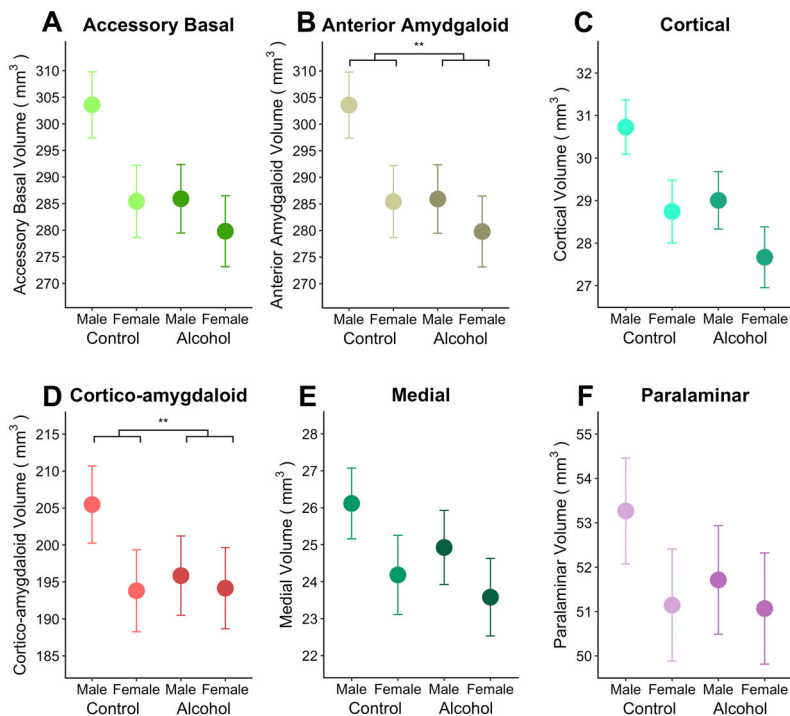 A Accessory Basal
Accessory Basal Volume ( mm³ )
310
305
300
295
290
285
280
275
270
Male Female Male Female
Control Alcohol
B Anterior Amydgaloid
**
Anterior Amydgaloid Volume ( mm³ )
310
305
300
295
290
285
280
275
270
Male Female Male Female
Control Alcohol
C Cortical
Cortical Volume ( mm³ )
32
31
30
29
28
27
Male Female Male Female
Control Alcohol
D Cortico-amygdaloid
**
Cortico-amygdaloid Volume ( mm³ )
215
210
205
200
195
190
185
Male Female Male Female
Control Alcohol
E Medial
Medial Volume ( mm³ )
28
27
26
25
24
23
22
Male Female Male Female
Control Alcohol
F Paralaminar
Paralaminar Volume ( mm³ )
55
54
53
52
51
50
Male Female Male Female
Control Alcohol